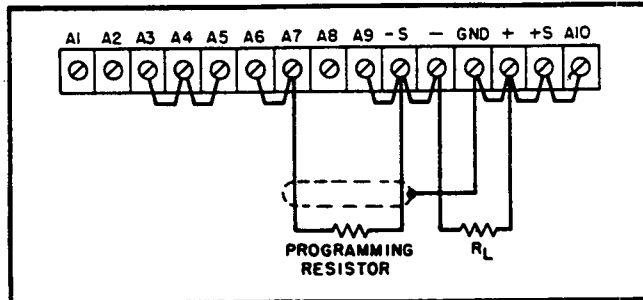 A1 A2 A3 A4 A5 A6 A7 A8 A9 -S - GND + +S A10
PROGRAMMING
RESISTOR
RL